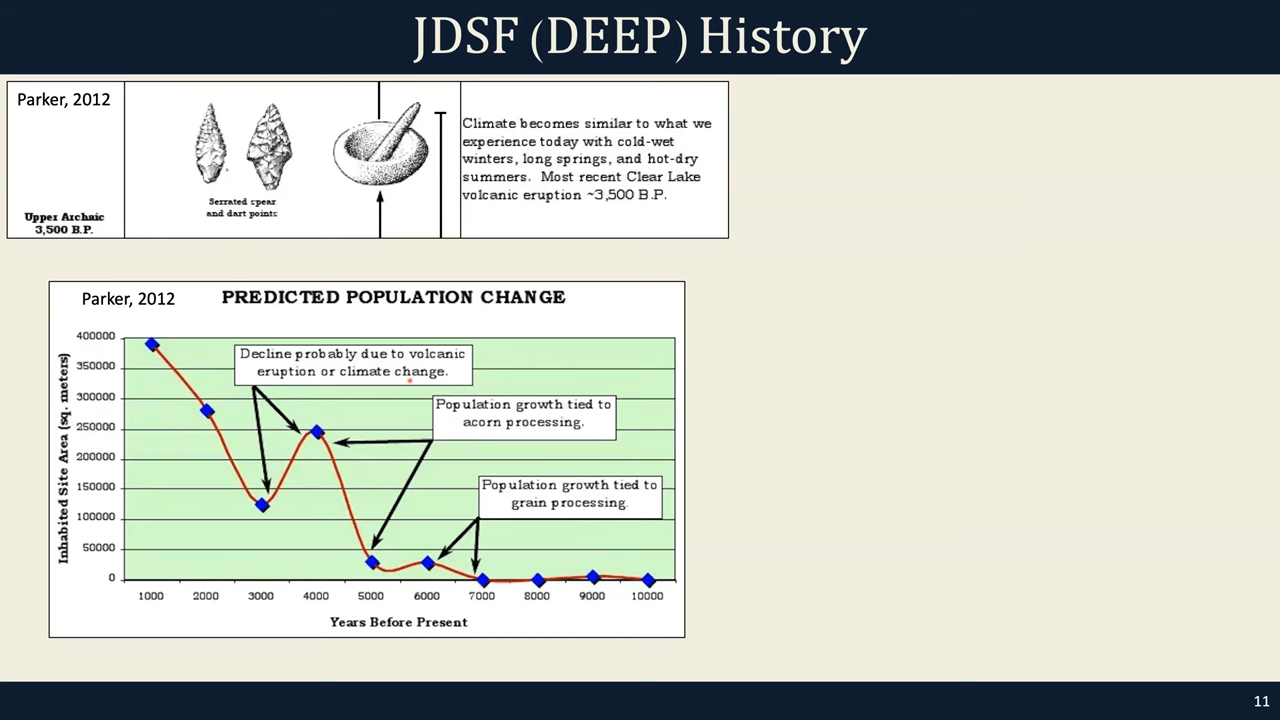 JDSF (DEEP) History
Parker, 2012
Upper Archaic
3,500 B.P.
Serrated spear
and dart points
Climate becomes similar to what we
experience today with cold-wet
winters, long springs, and hot-dry
summers. Most recent Clear Lake
volcanic eruption ~3,500 B.P.
Parker, 2012
PREDICTED POPULATION CHANGE
Inhabited Site Area (sq. meters)
400000
350000
300000
250000
200000
150000
100000
50000
0
Decline probably due to volcanic
eruption or climate change.
Population growth tied to
acorn processing.
Population growth tied to
grain processing.
1000 2000 3000 4000 5000 6000 7000 8000 9000 10000
Years Before Present
11